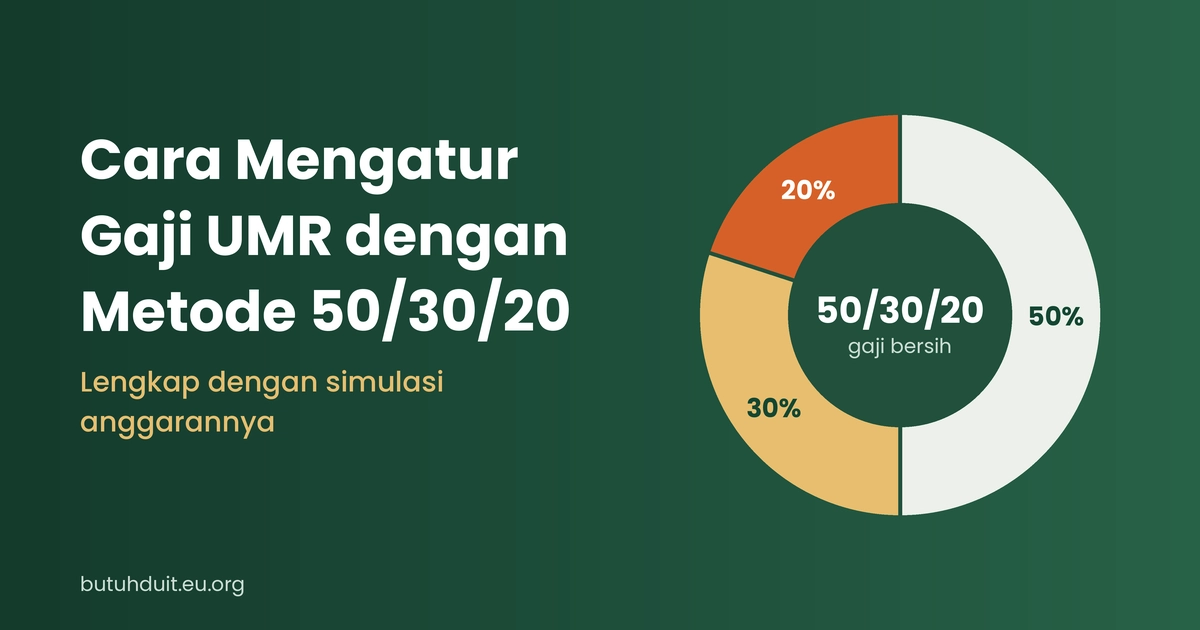 Cara Mengatur
Gaji UMR dengan
Metode 50/30/20
Lengkap dengan simulasi
anggarannya
butuhduit.eu.org
20%
50/30/20
gaji bersih
50%
30%